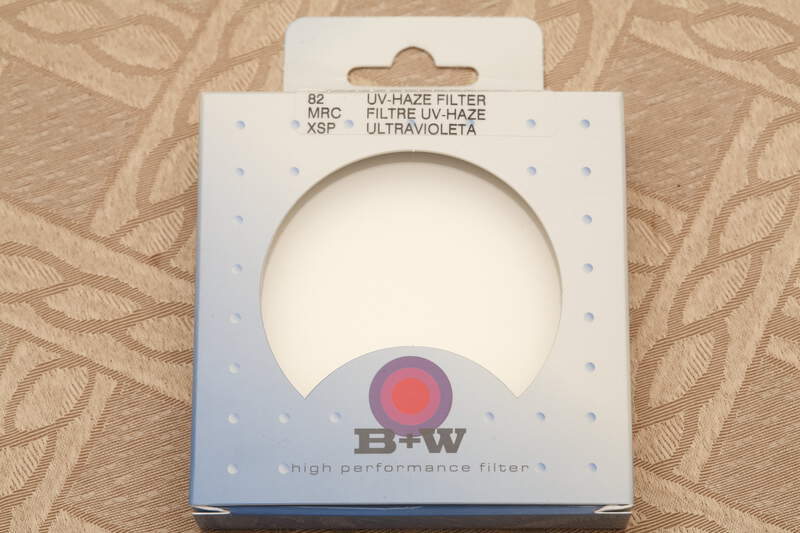 82 UV-HAZE FILTER
MRC FILTRE UV-HAZE
XSP ULTRAVIOLETA
B+W
high performance filter